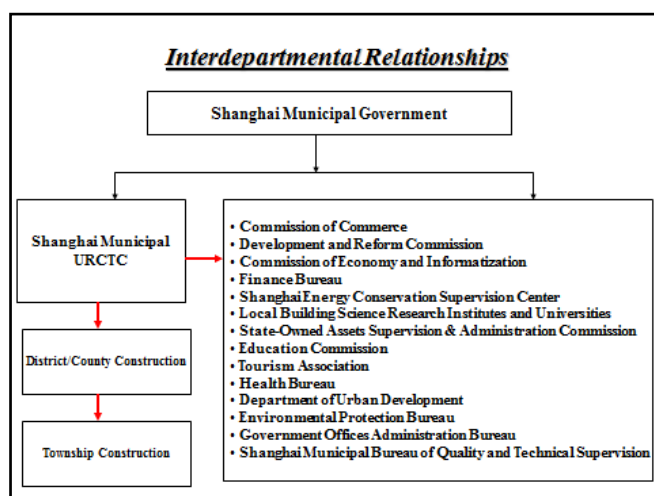 Interdepartmental Relationships
Shanghai Municipal Government
Shanghai Municipal
URCTC
District/County Construction
Township Construction
• Commission of Commerce
• Development and Reform Commission
• Commission of Economy and Informatization
• Finance Bureau
• Shanghai Energy Conservation Supervision Center
• Local Building Science Research Institutes and Universities
• State-Owned Assets Supervision & Administration Commission
• Education Commission
• Tourism Association
• Health Bureau
• Department of Urban Development
• Environmental Protection Bureau
• Government Offices Administration Bureau
• Shanghai Municipal Bureau of Quality and Technical Supervision